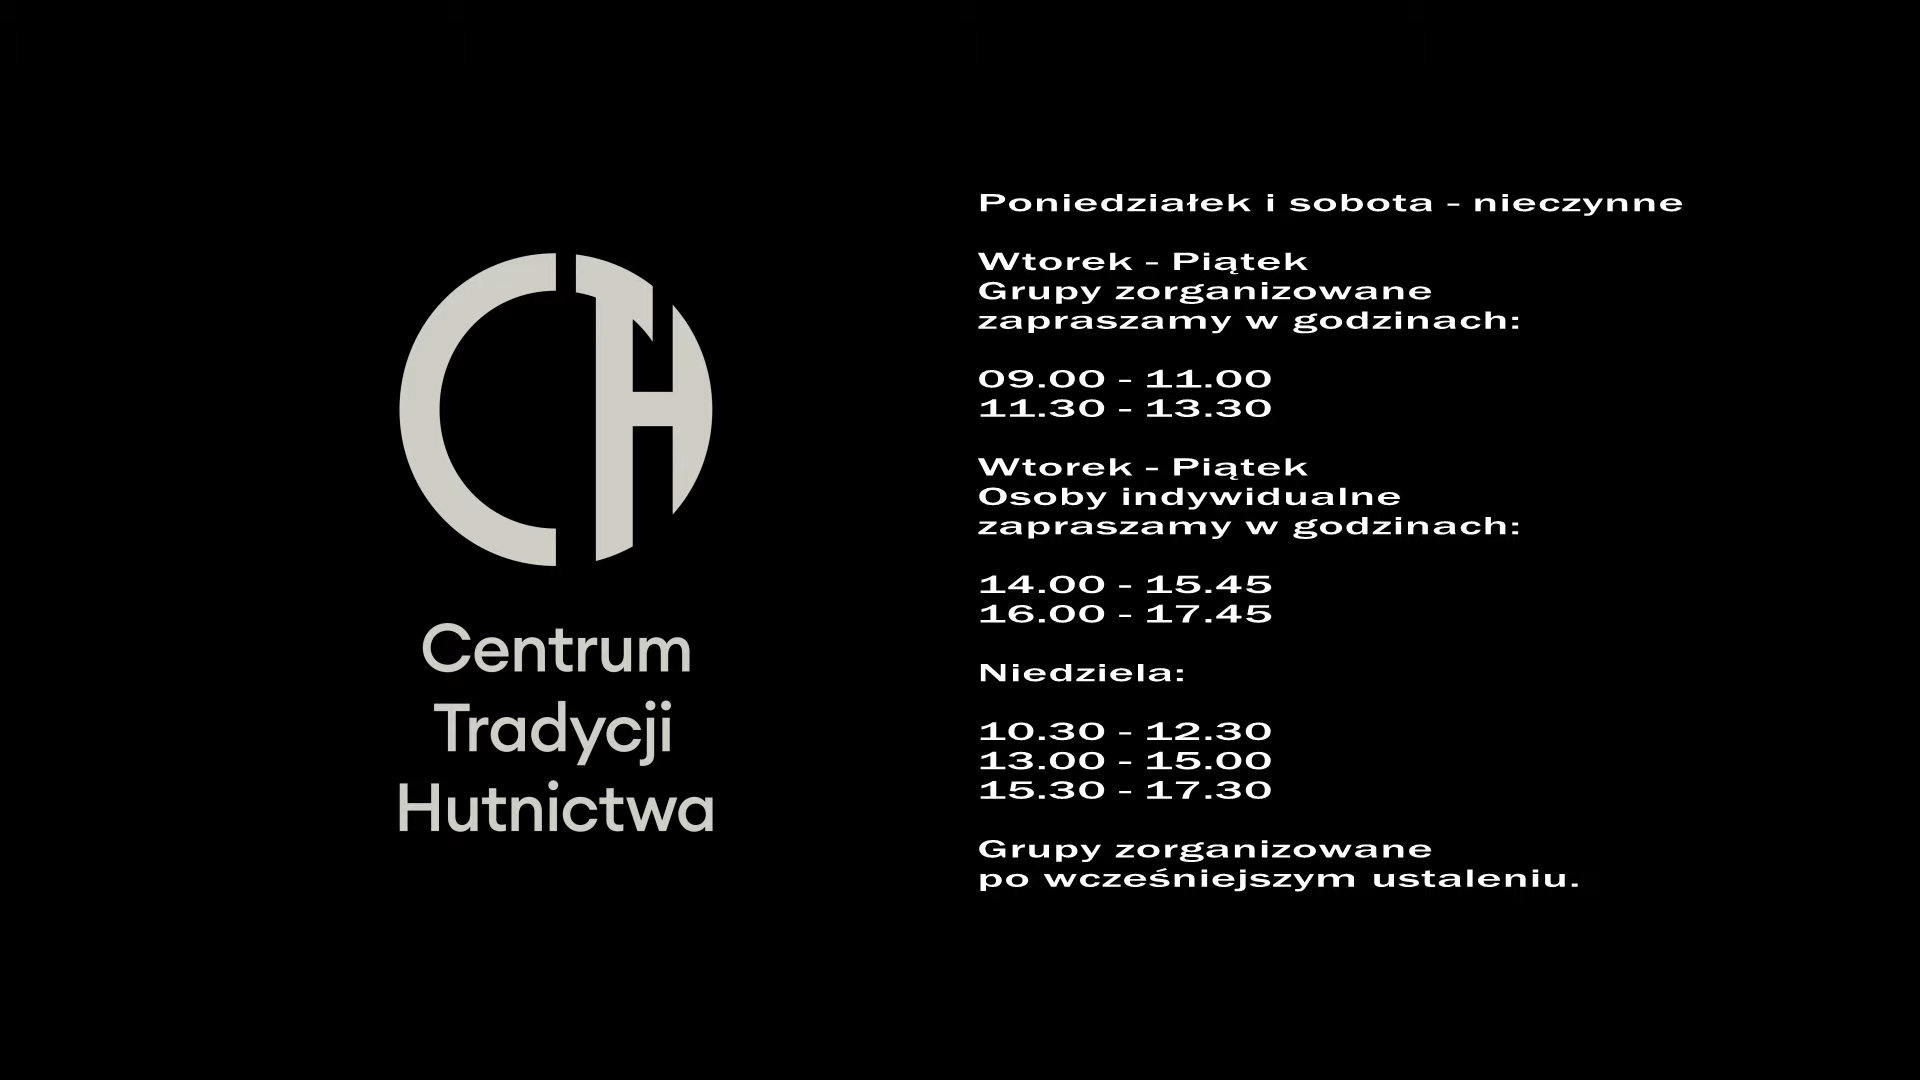 Centrum
Tradycji
Hutnictwa
Poniedziałek i sobota - nieczynne
Wtorek - Piątek
Grupy zorganizowane
zapraszamy w godzinach:
09.00 - 11.00
11.30 - 13.30
Wtorek - Piątek
Osoby indywidualne
zapraszamy w godzinach:
14.00 - 15.45
16.00 - 17.45
Niedziela:
10.30 - 12.30
13.00 - 15.00
15.30 - 17.30
Grupy zorganizowane
po wcześniejszym ustaleniu.